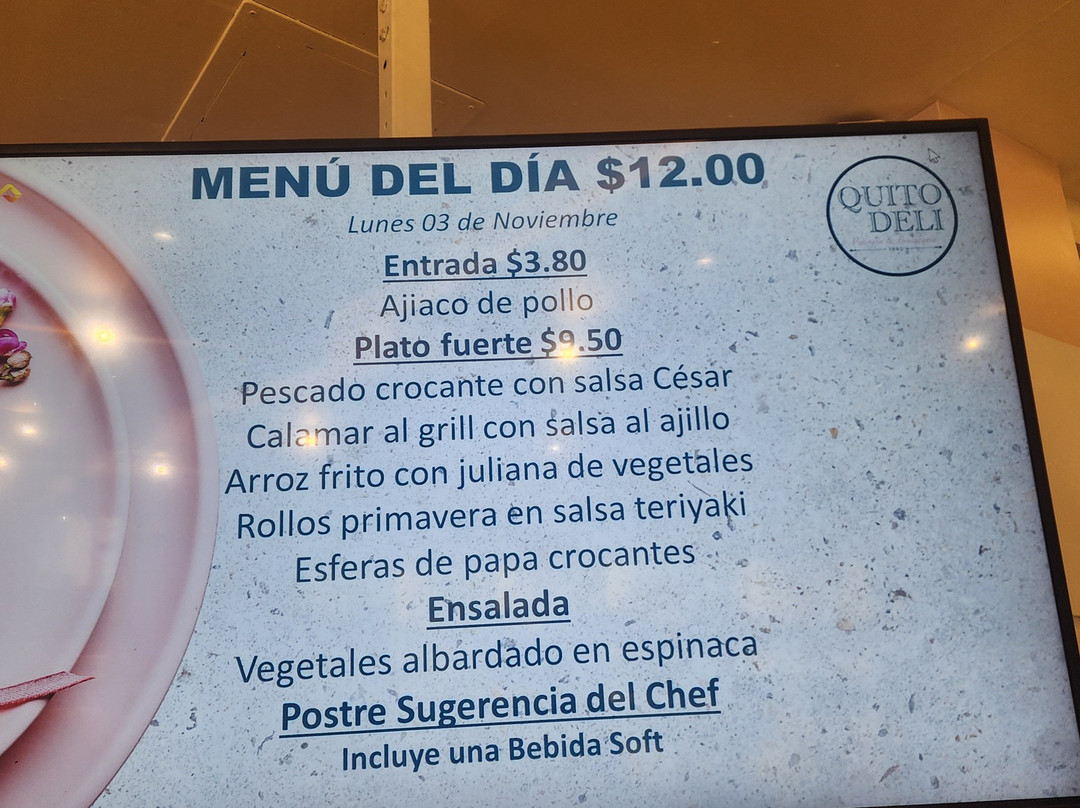 MENÚ DEL DÍA $12.00
Lunes 03 de Noviembre
QUITO
DELI
Entrada $3.80
Ajiaco de pollo
Plato fuerte $9.50
Pescado crocante con salsa César
Calamar al grill con salsa al ajillo
Arroz frito con juliana de vegetales
Rollos primavera en salsa teriyaki
Esferas de papa crocantes
Ensalada
Vegetales albardado en espinaca
Postre Sugerencia del Chef
Incluye una Bebida Soft